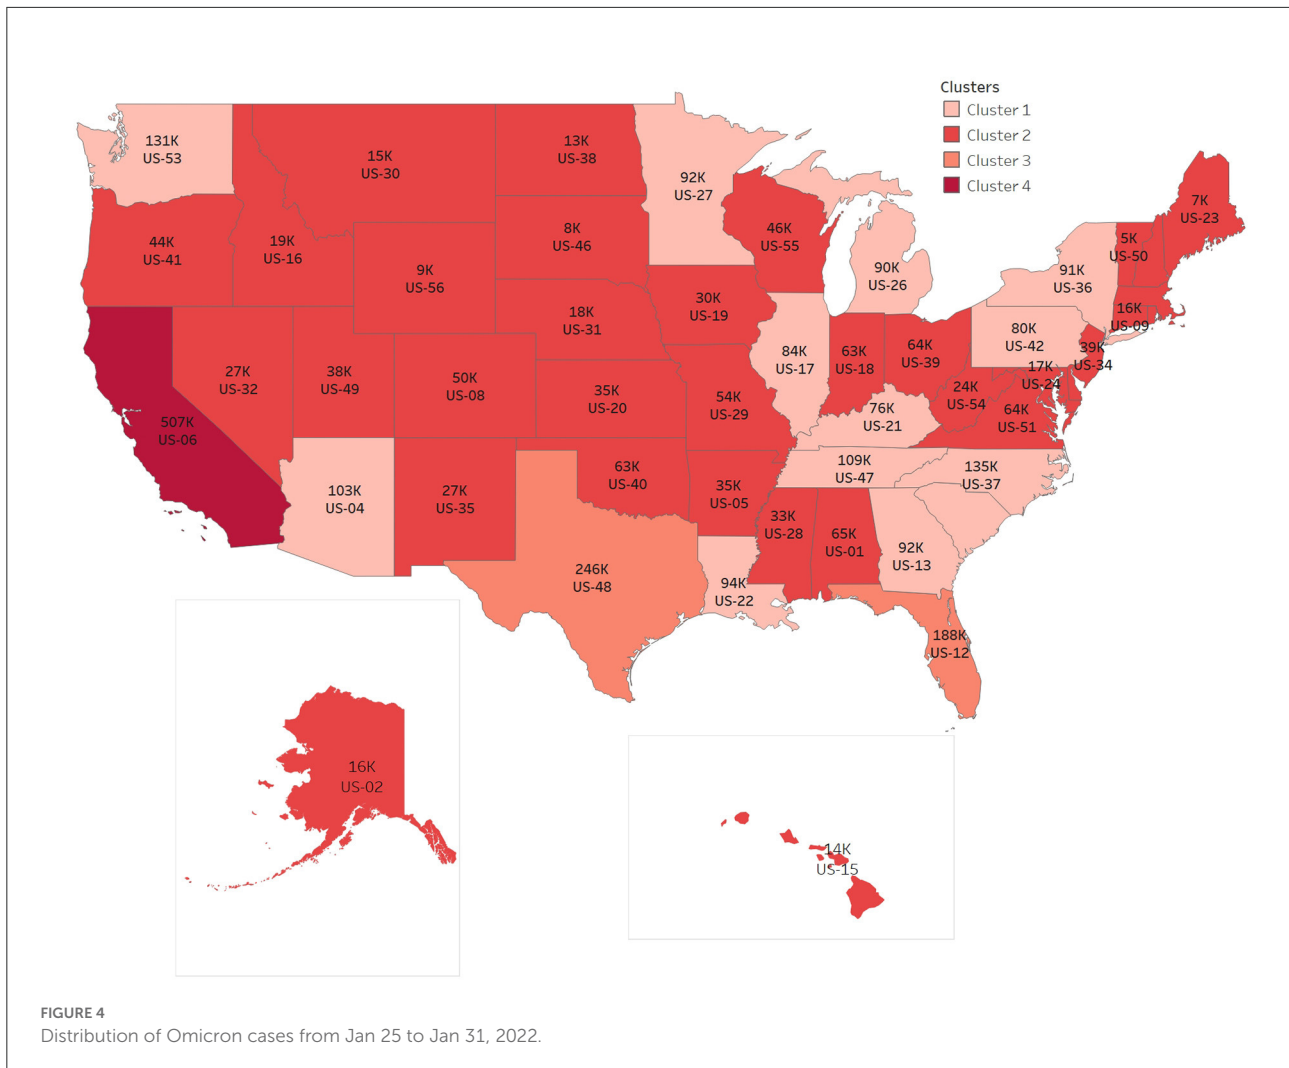 Clusters
Cluster 1
Cluster 2
Cluster 3
Cluster 4
131K
US-53
15K
US-30
13K
US-38
92K
US-27
7K
US-23
44K
US-41
19K
US-16
8K
US-46
46K
US-55
5K
US-50
9K
US-56
90K
US-26
91K
US-36
30K
US-19
18K
US-31
16K
US-09
80K
US-42
39K
US-34
84K
US-17
63K
US-18
64K
US-39
27K
US-32
38K
US-49
50K
US-08
17K
US-24
24K
US-54
35K
US-20
54K
US-29
64K
US-51
76K
US-21
507K
US-06
109K
US-47
135K
US-37
63K
US-40
103K
US-04
27K
US-35
35K
US-05
33K
US-28
65K
US-01
92K
US-13
246K
US-48
94K
US-22
188K
US-12
16K
US-02
14K
US-15
FIGURE 4
Distribution of Omicron cases from Jan 25 to Jan 31, 2022.